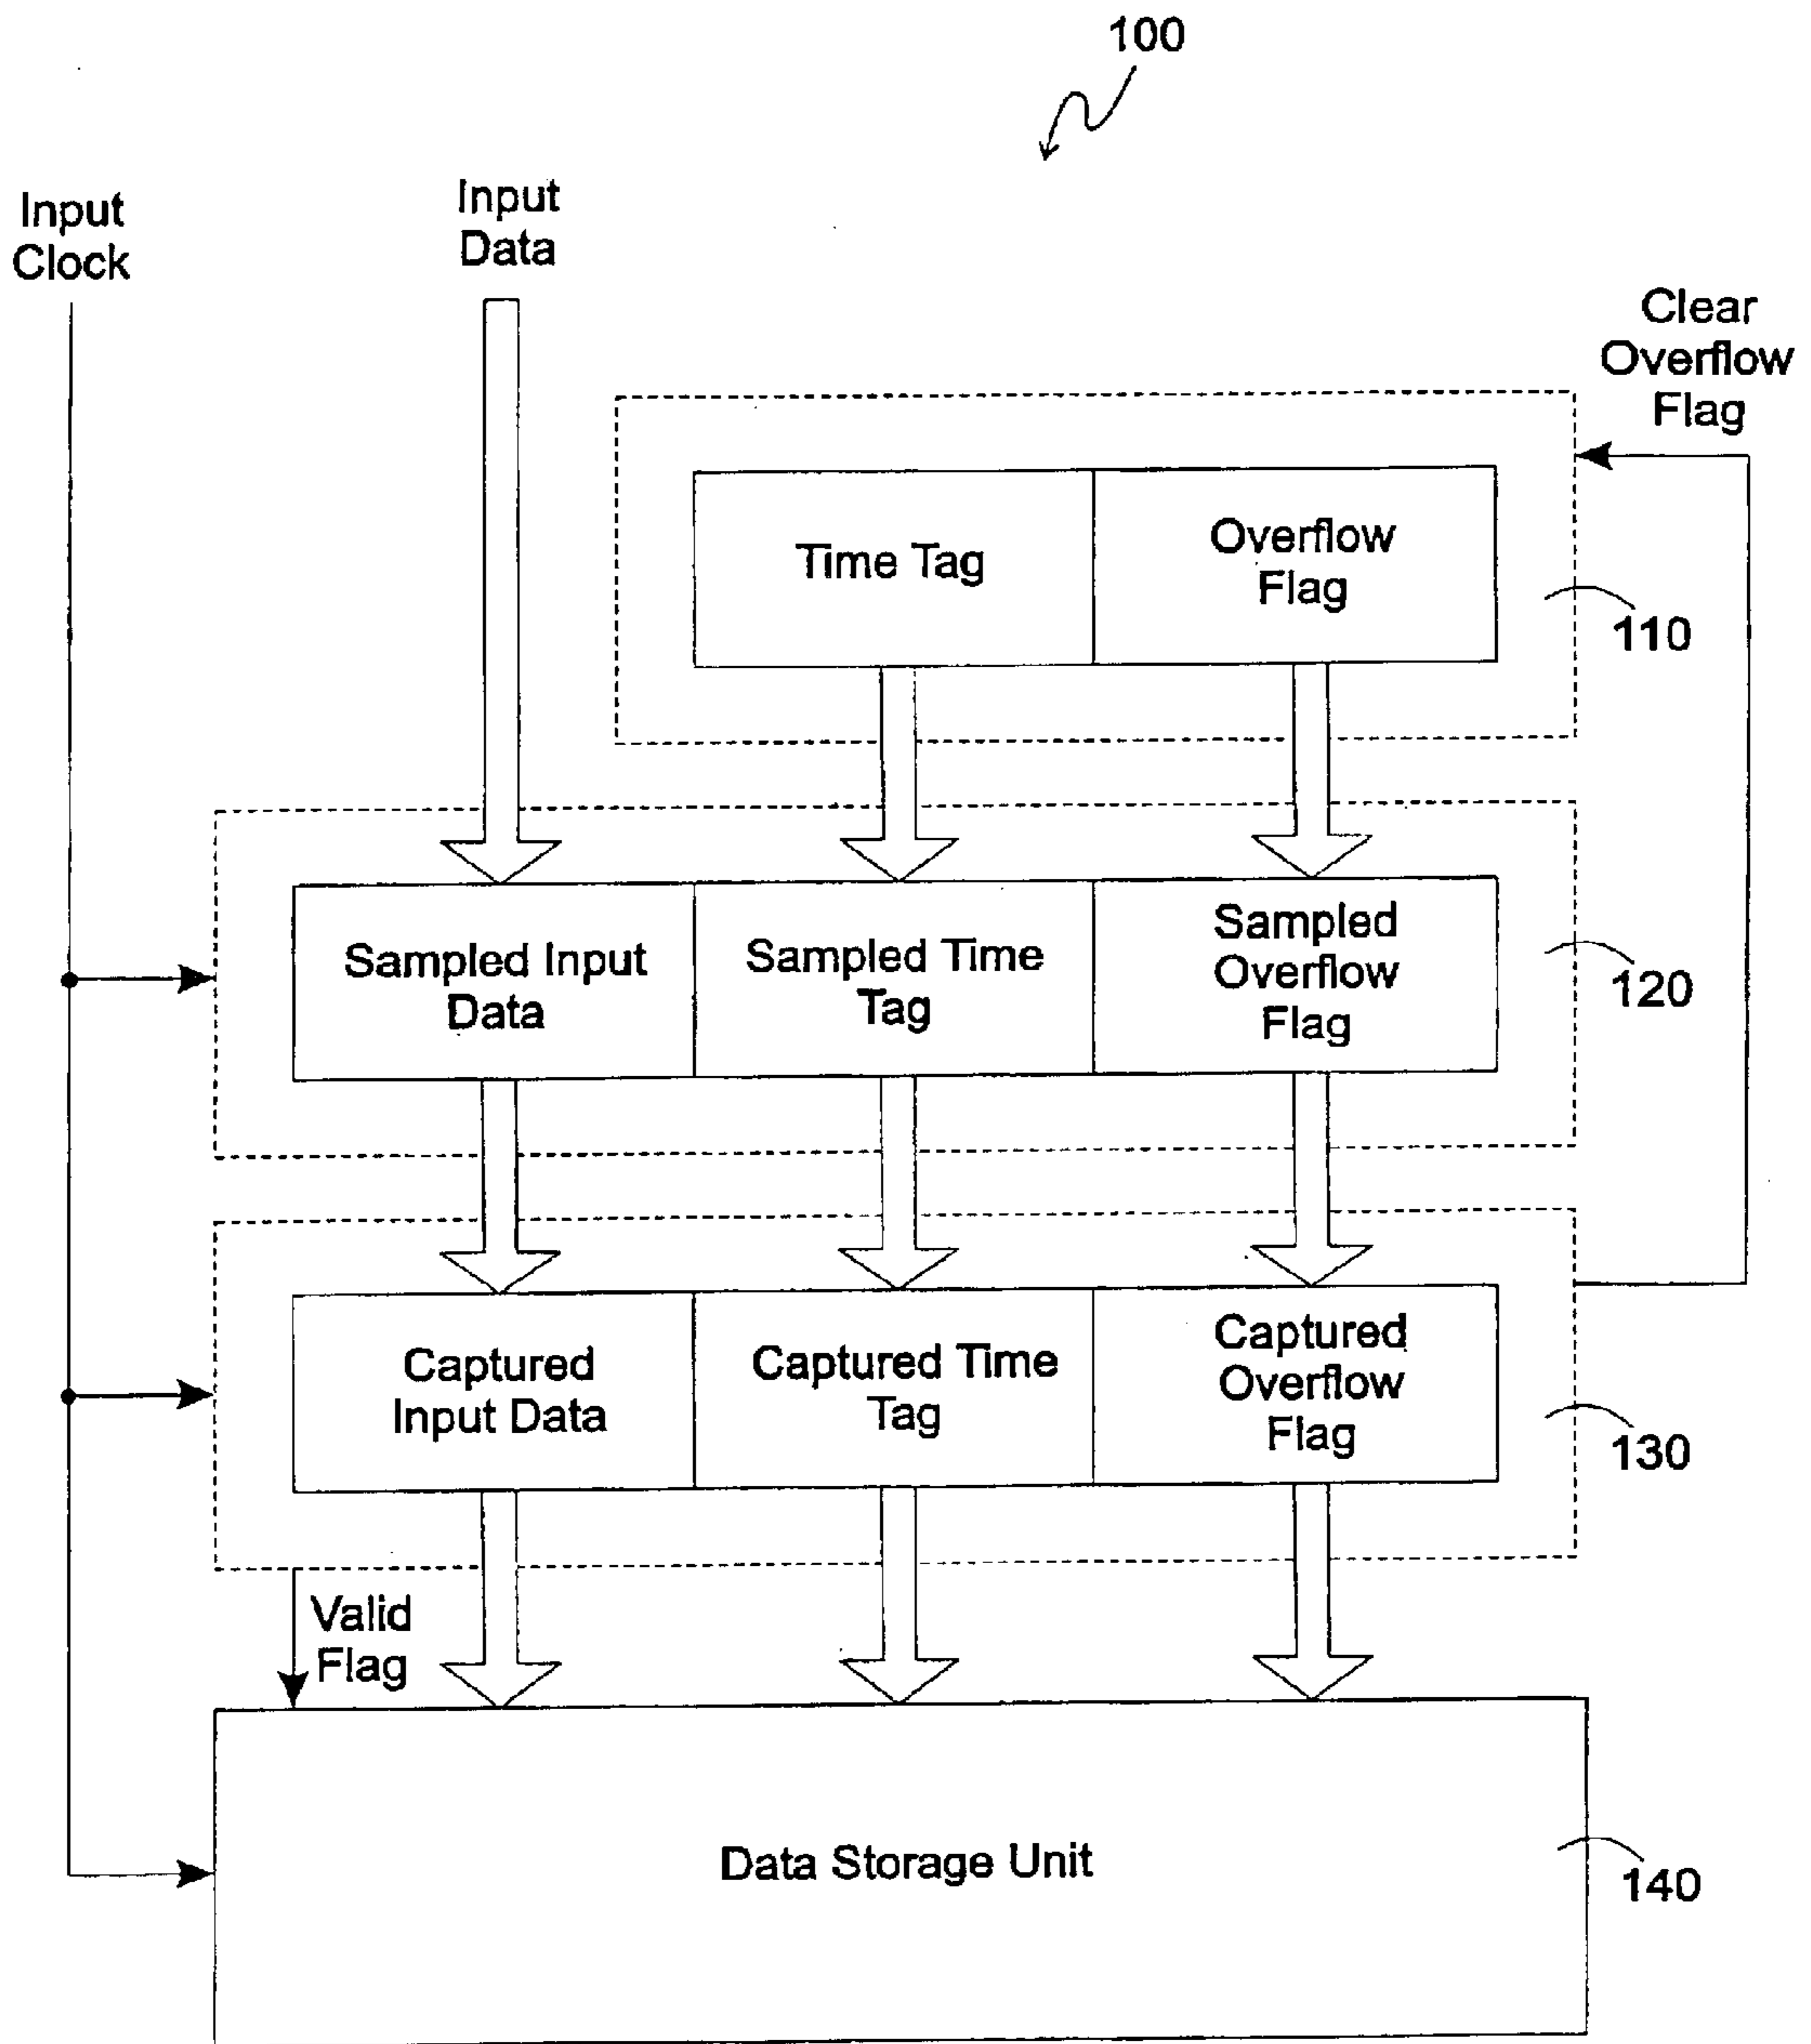 100
Input
Clock
Input
Data
Clear
Overflow
Flag
Time Tag
Overflow
Flag
110
Sampled Input
Data
Sampled Time
Tag
Sampled
Overflow
Flag
120
Captured
Input Data
Captured Time
Tag
Captured
Overflow
Flag
130
Valid
Flag
Data Storage Unit
140